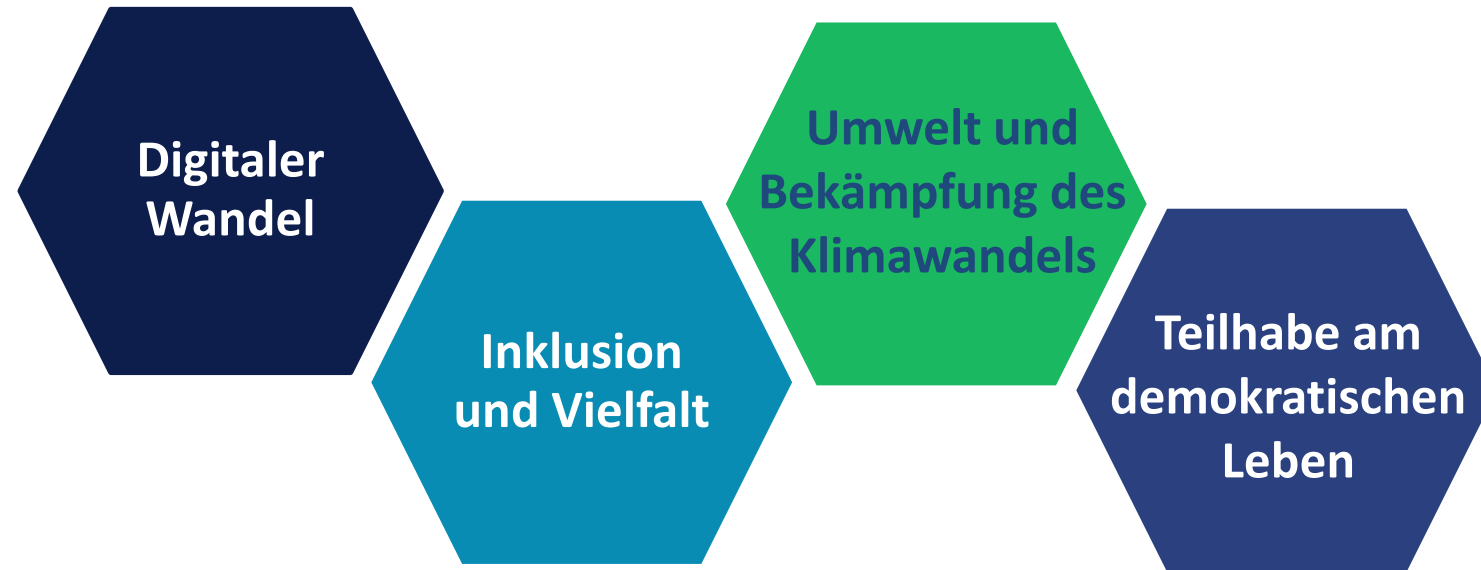 Digitaler
Wandel
Inklusion
und Vielfalt
Umwelt und
Bekämpfung des
Klimawandels
Teilhabe am
demokratischen
Leben